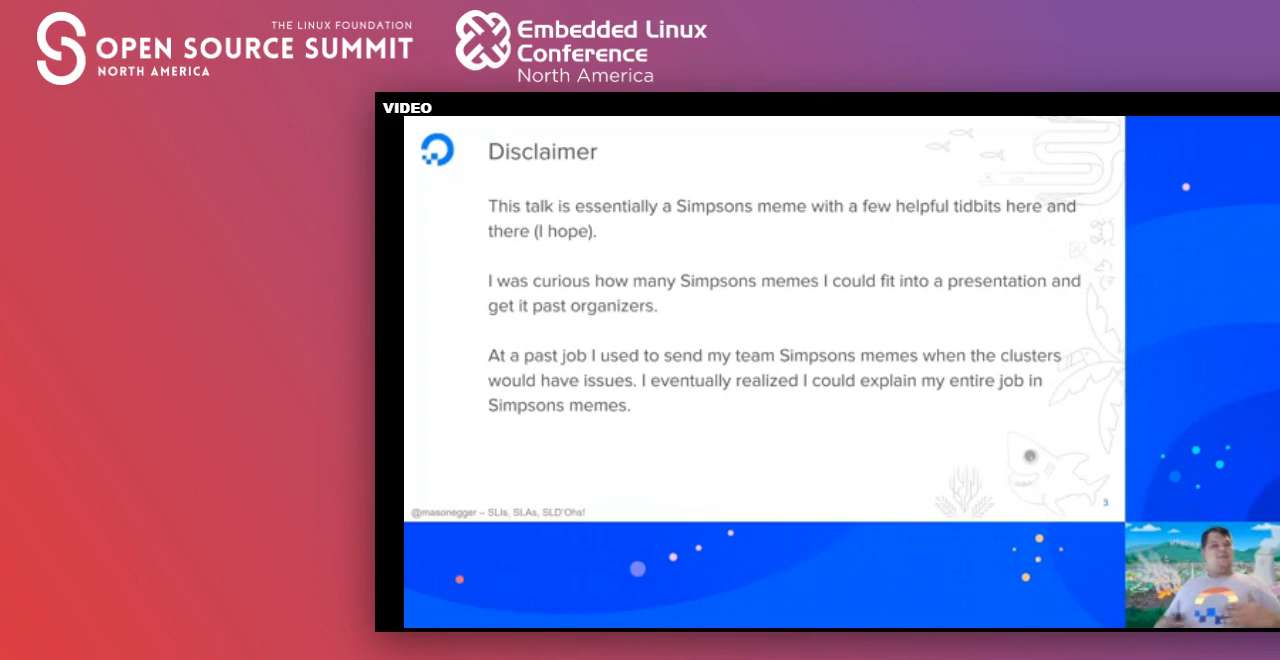 THE LINUX FOUNDATION
OPEN SOURCE SUMMIT
NORTH AMERICA
Embedded Linux
Conference
North America
VIDEO
Disclaimer
This talk is essentially a Simpsons meme with a few helpful tidbits here and
there (I hope).
I was curious how many Simpsons memes I could fit into a presentation and
get it past organizers.
At a past job I used to send my team Simpsons memes when the clusters
would have issues. I eventually realized I could explain my entire job in
Simpsons memes.
@masonegger – SLIs, SLAs, SLD'Ohs!
3